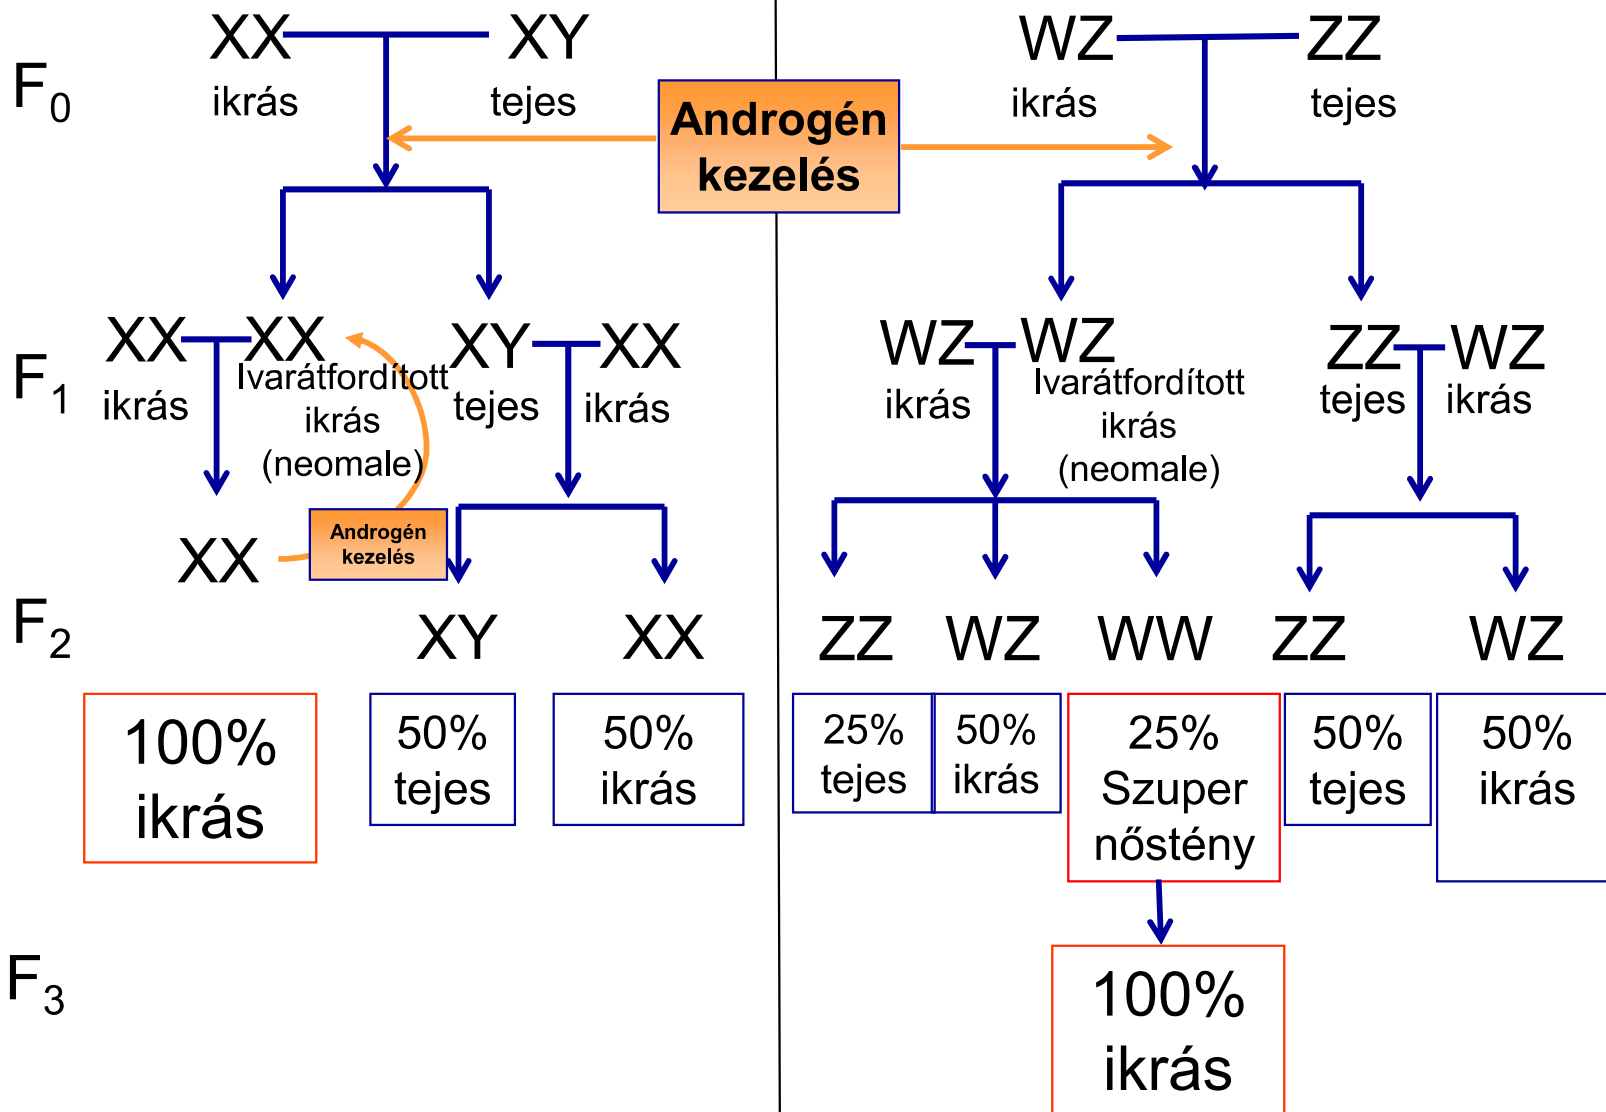 XX
XY
WZ
ZZ
F0
ikrás
tejes
Androgén
kezelés
ikrás
tejes
XX
XX
XY
XX
WZ
WZ
ZZ
WZ
F1
ikrás
Ivarátfordított
ikrás
(neomale)
tejes
ikrás
ikrás
Ivarátfordított
ikrás
(neomale)
tejes
ikrás
XX
Androgén
kezelés
F2
XY
XX
ZZ
WZ
WW
ZZ
WZ
100%
ikrás
50%
tejes
50%
ikrás
25%
tejes
50%
ikrás
25%
Szuper
nőstény
50%
tejes
50%
ikrás
F3
100%
ikrás